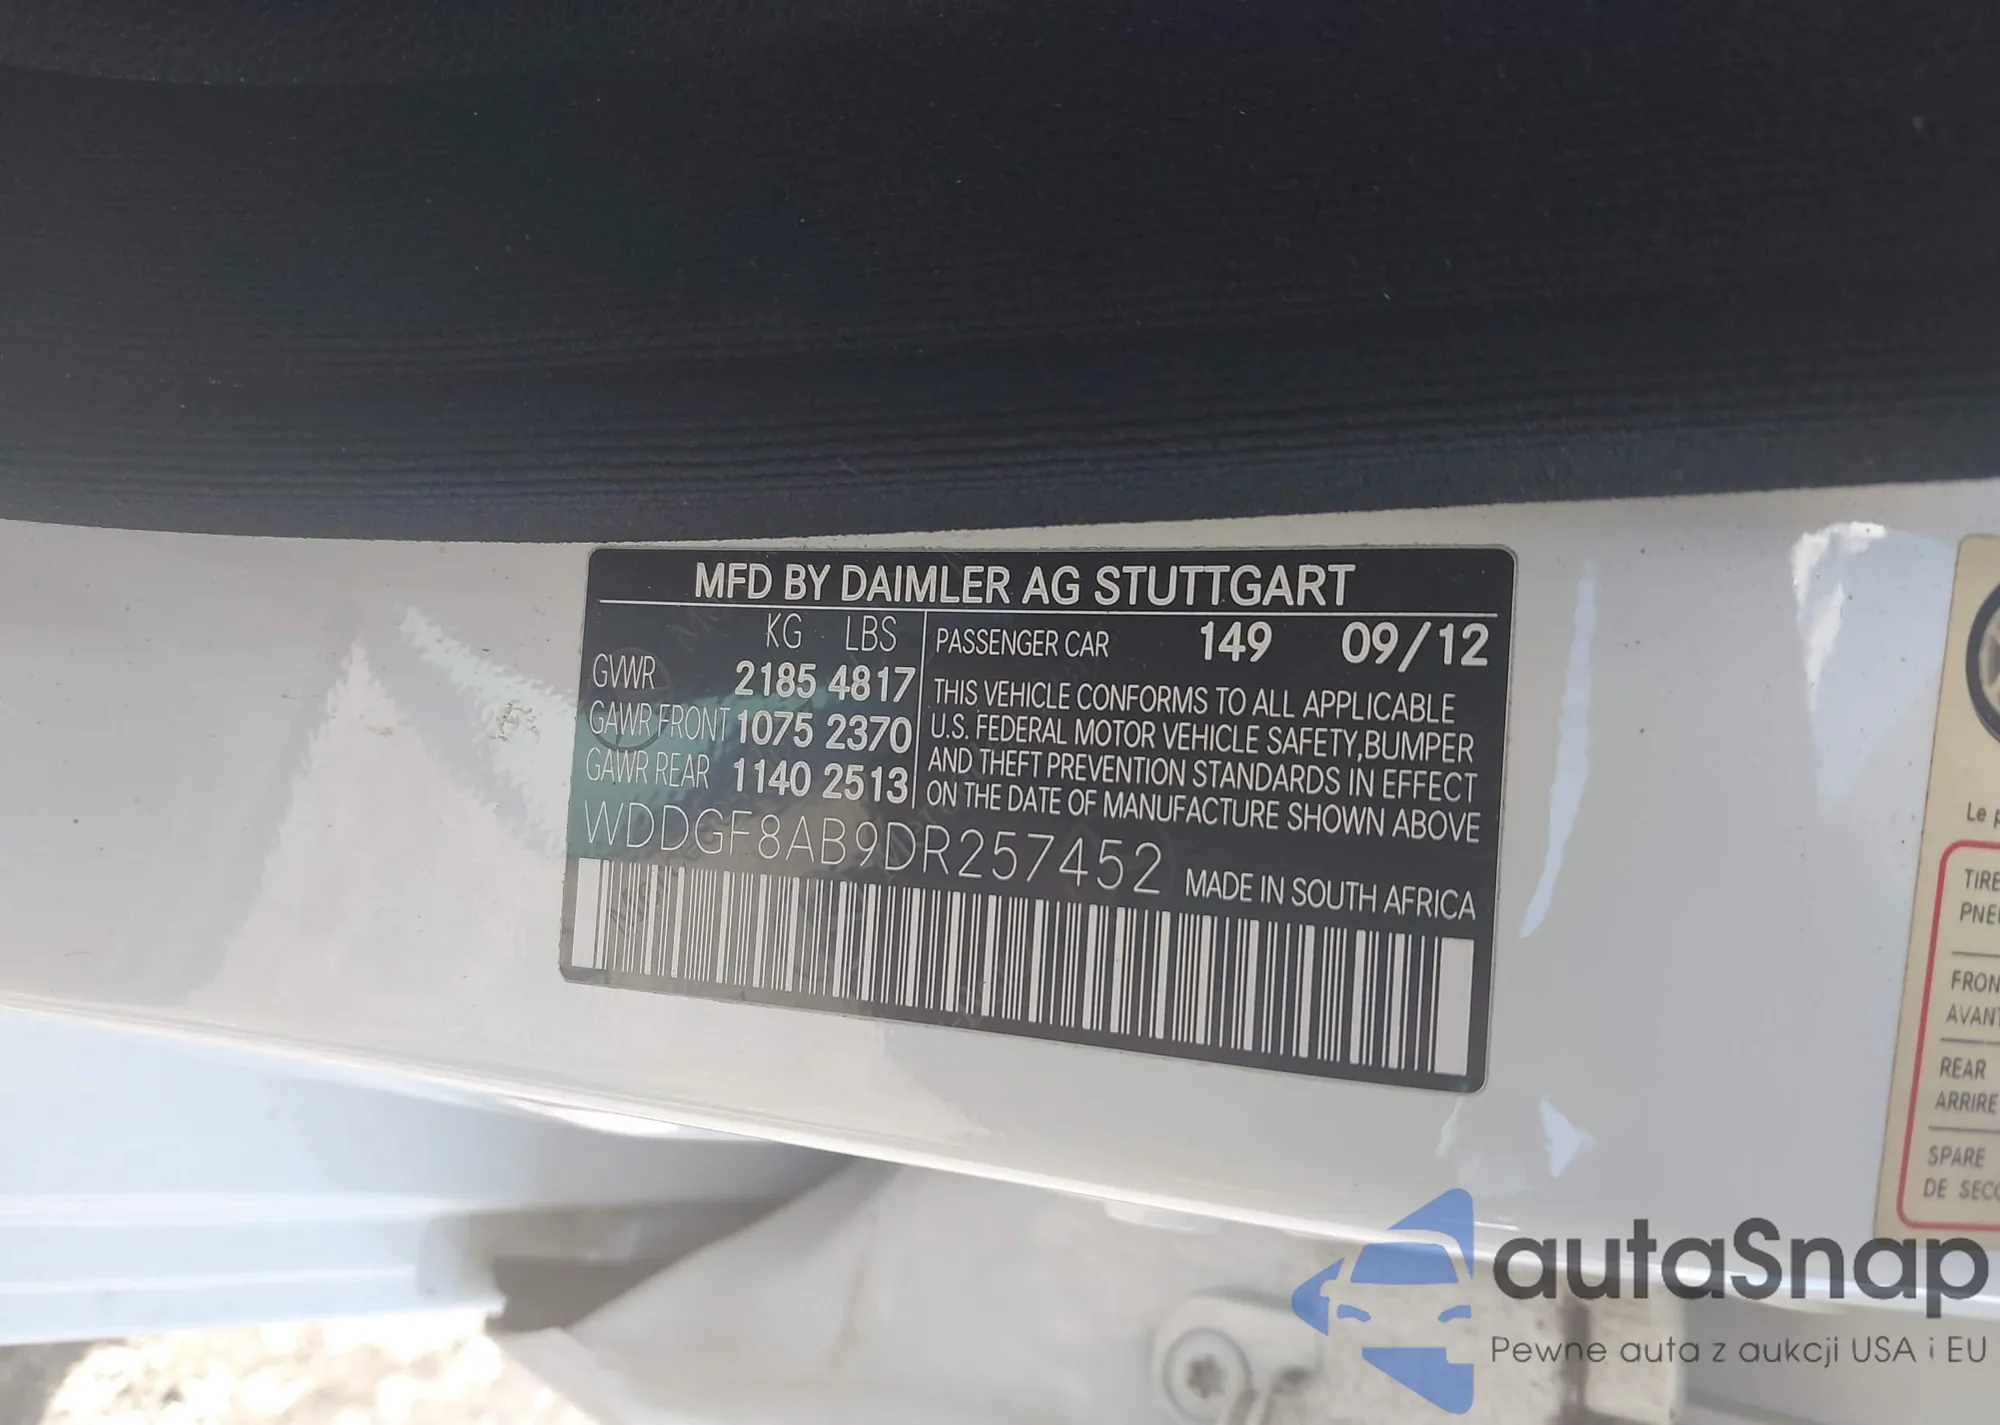 MFD BY DAIMLER AG STUTTGART
KG LBS
GVWR 2185 4817
GAWR FRONT 1075 2370
GAWR REAR 1140 2513
PASSENGER CAR 149 09/12
THIS VEHICLE CONFORMS TO ALL APPLICABLE
U.S. FEDERAL MOTOR VEHICLE SAFETY,BUMPER
AND THEFT PREVENTION STANDARDS IN EFFECT
ON THE DATE OF MANUFACTURE SHOWN ABOVE
WDDGF8AB9DR257452
MADE IN SOUTH AFRICA
Le
TIRE
FRON
AVANT
REAR
ARRIRE
SPARE
DE SECO
autaSnap
Pewne auta z aukcji USA i EU